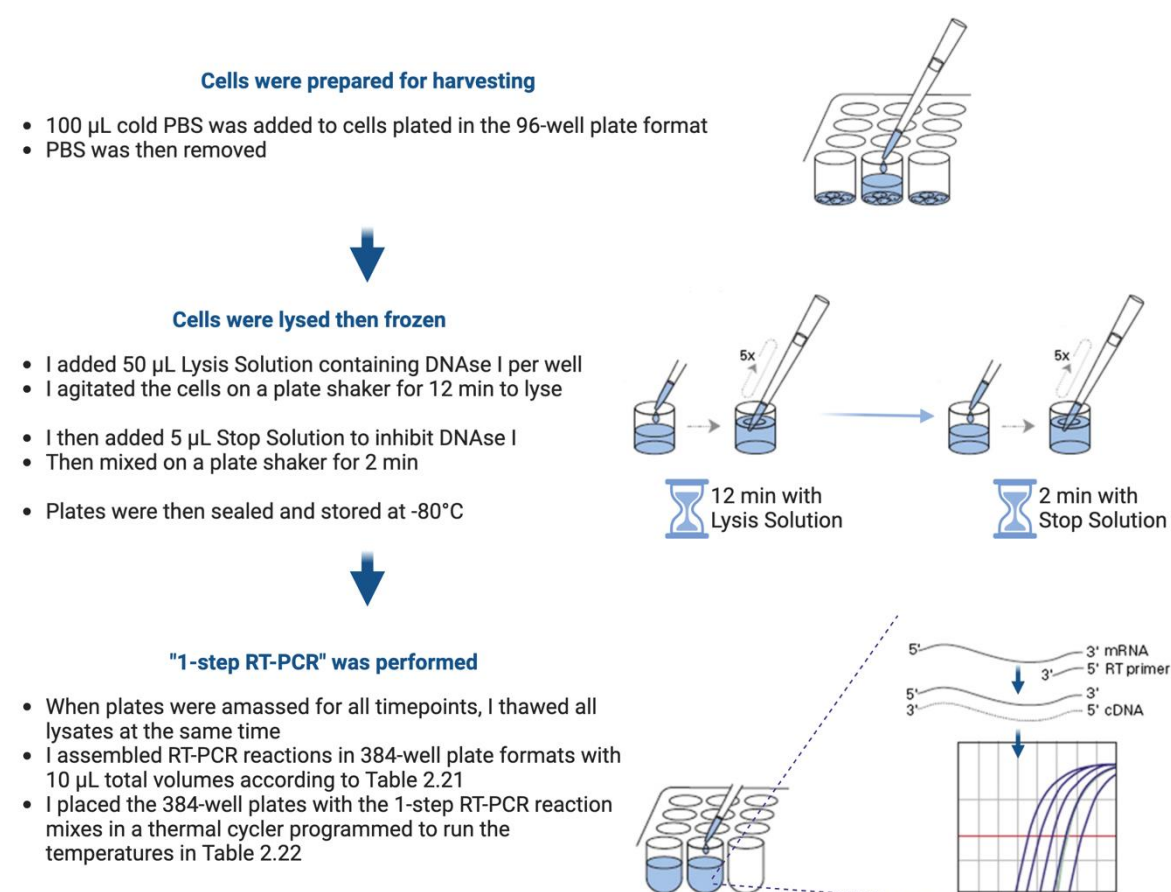 Cells were prepared for harvesting
• 100 µL cold PBS was added to cells plated in the 96-well plate format
• PBS was then removed
Cells were lysed then frozen
• I added 50 µL Lysis Solution containing DNAse I per well
• I agitated the cells on a plate shaker for 12 min to lyse
• I then added 5 µL Stop Solution to inhibit DNAse I
• Then mixed on a plate shaker for 2 min
• Plates were then sealed and stored at -80°C
5x
5x
12 min with
Lysis Solution
2 min with
Stop Solution
"1-step RT-PCR" was performed
• When plates were amassed for all timepoints, I thawed all
lysates at the same time
• I assembled RT-PCR reactions in 384-well plate formats with
10 µL total volumes according to Table 2.21
• I placed the 384-well plates with the 1-step RT-PCR reaction
mixes in a thermal cycler programmed to run the
temperatures in Table 2.22
5' 3' mRNA
3' 5' RT primer
5' 3'
3' 5' cDNA